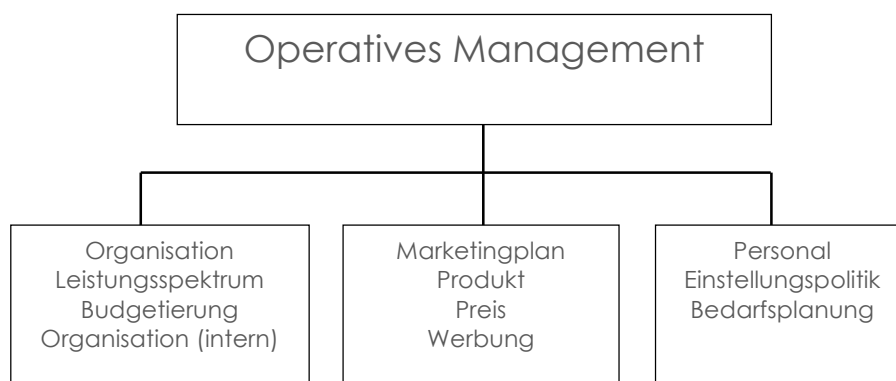 Operatives Management
Organisation
Leistungsspektrum
Budgetierung
Organisation (intern)
Marketingplan
Produkt
Preis
Werbung
Personal
Einstellungspolitik
Bedarfsplanung